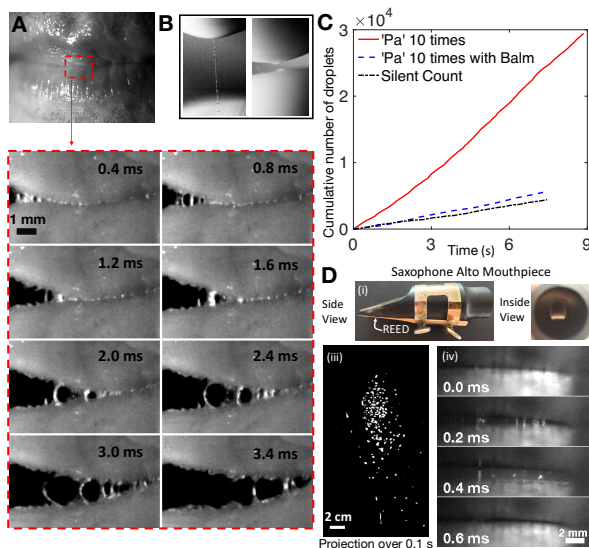 A
B
C
×10⁴
3
2
1
0
Cumulative number of droplets
'Pa' 10 times
'Pa' 10 times with Balm
Silent Count
0 3 6 9
Time (s)
0.4 ms
0.8 ms
1 mm
1.2 ms
1.6 ms
2.0 ms
2.4 ms
3.0 ms
3.4 ms
D
Saxophone Alto Mouthpiece
Side
View
(i)
REED
Inside
View
(iii)
2 cm
Projection over 0.1 s
(iv)
0.0 ms
0.2 ms
0.4 ms
0.6 ms
2 mm